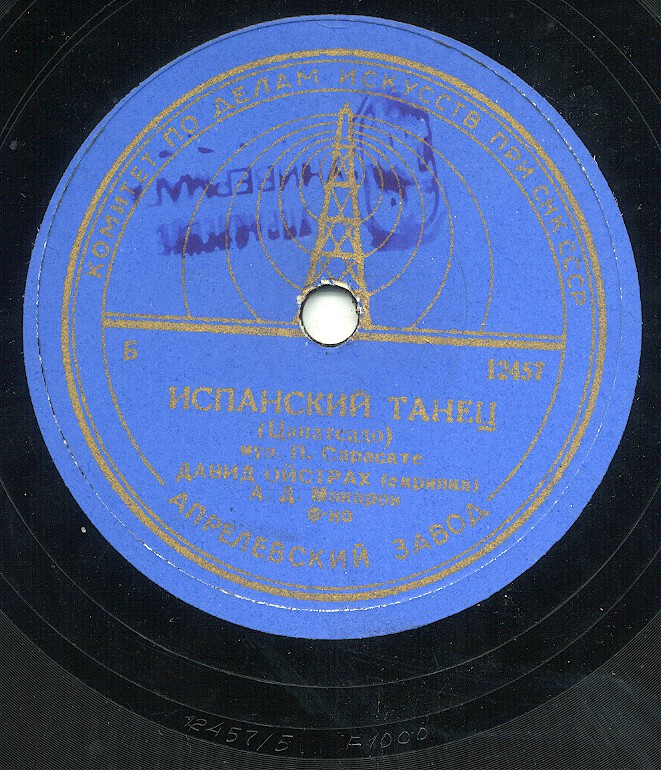 КОМИТЕТ ПО ДЕЛАМ ИСКУССТВ ПРИ СНК СССР
Б
12457
ИСПАНСКИЙ ТАНЕЦ
(Цапатеадо)
муз. П. Сарасате
ДАВИД ОЙСТРАХ (скрипка)
А. Д. Макаров
ф-но
АПРЕЛЕВСКИЙ ЗАВОД
12457/5 F1000